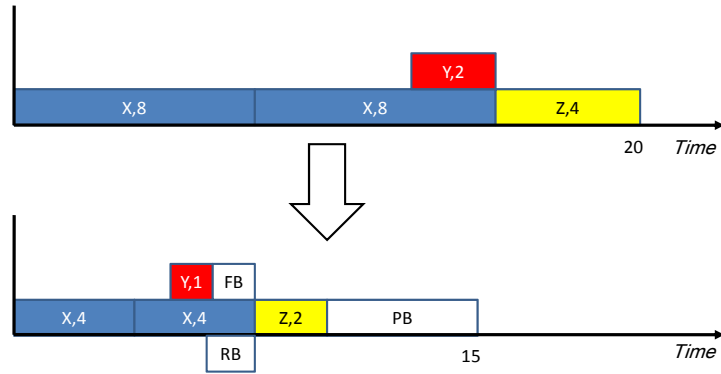 Y,2
X,8
X,8
Z,4
20
Time
Y,1
FB
X,4
X,4
Z,2
PB
RB
15
Time